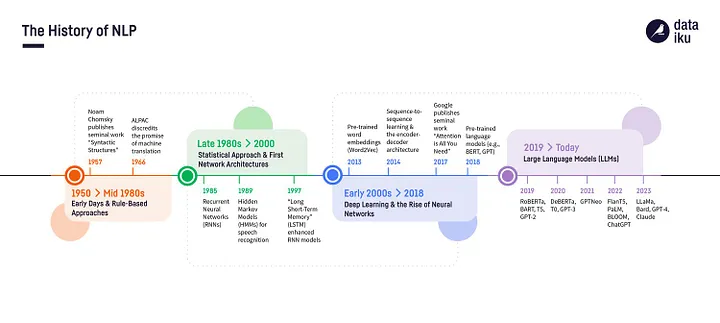 The History of NLP
data
iku
Noam
Chomsky
publishes
seminal work
"Syntactic
Structures"
1957
ALPAC
discredits
the promise
of machine
translation
1966
1950 > Mid 1980s
Early Days & Rule-Based
Approaches
Late 1980s > 2000
Statistical Approach & First
Network Architectures
1985
Recurrent
Neural
Networks
(RNNs)
1989
Hidden
Markev
Models
(HMMs) for
speech
recognition
1997
"Long
Short-Term
Memory"
(LSTM)
enhanced
RNN models
Pre-trained
word
embeddings
(Word2Vec)
2013
Sequence-to-
sequence
learning &
the encoder-
decoder
architecture
2014
Google
publishes
seminal
work
"Attention
is All You
Need"
2017
Pre-trained
language
models (e.g.,
BERT, GPT)
2018
Early 2000s > 2018
Deep Learning & the Rise of Neural
Networks
2019 > Today
Large Language Models (LLMs)
2019
RoBERTa,
BART, T5,
GPT-2
2020
DeBERTa,
T0, GPT-3
2021
GPTNeo
2022
FlanT5,
PaLM,
BLOOM,
ChatGPT
2023
LLaMa,
Bard, GPT-4,
Claude